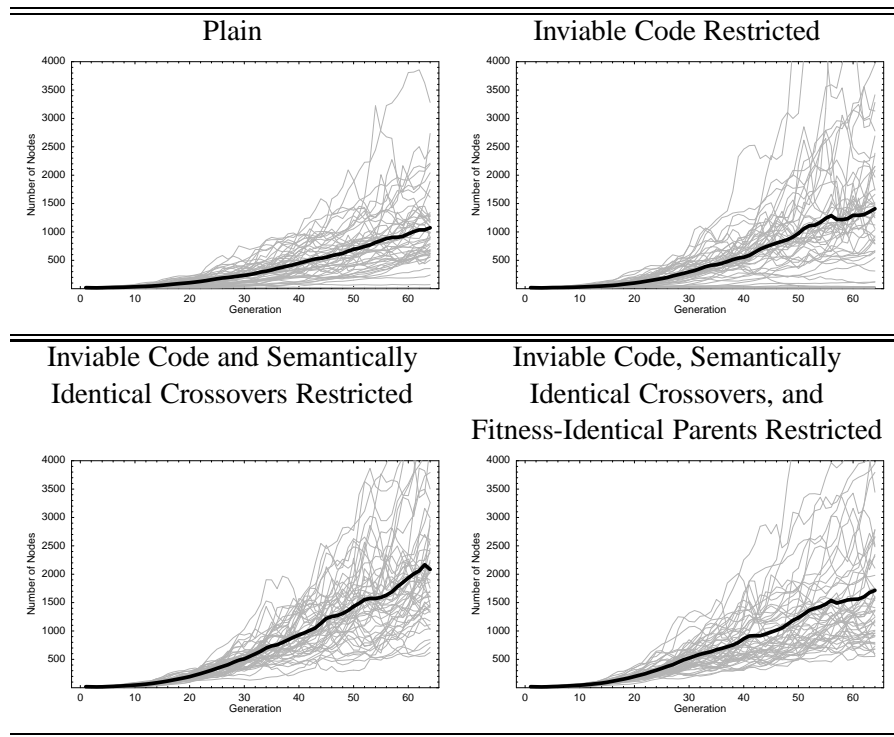 Plain
4000
3500
3000
2500
2000
1500
1000
500
Number of Nodes
0 10 20 30 40 50 60
Generation
Inviable Code Restricted
4000
3500
3000
2500
2000
1500
1000
500
Number of Nodes
0 10 20 30 40 50 60
Generation
Inviable Code and Semantically
Identical Crossovers Restricted
4000
3500
3000
2500
2000
1500
1000
500
Number of Nodes
0 10 20 30 40 50 60
Generation
Inviable Code, Semantically
Identical Crossovers, and
Fitness-Identical Parents Restricted
4000
3500
3000
2500
2000
1500
1000
500
Number of Nodes
0 10 20 30 40 50 60
Generation